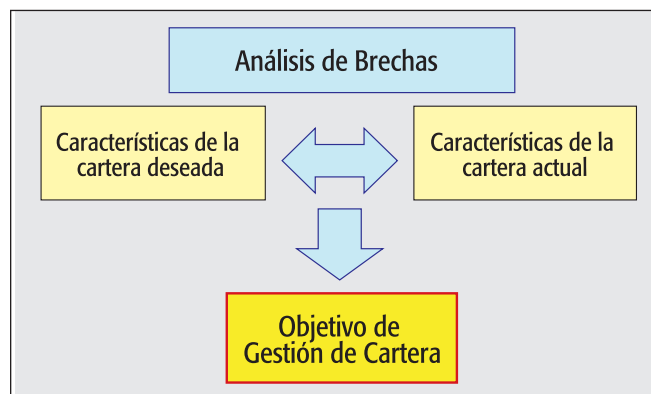 Análisis de Brechas
Características de la
cartera deseada
Características de la
cartera actual
Objetivo de
Gestión de Cartera